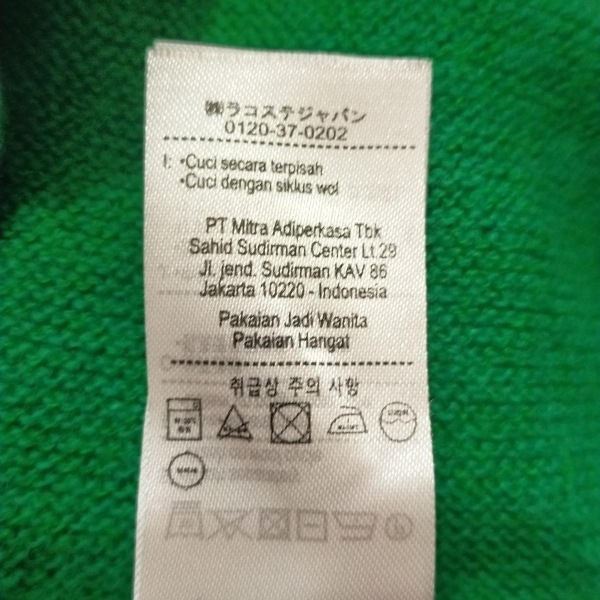 ㈱ラコステジャパン
0120-37-0202
I: •Cuci secara terpisah
•Cuci dengan siklus wol
PT Mitra Adiperkasa Tbk
Sahid Sudirman Center Lt.29
Jl. jend. Sudirman KAV 86
Jakarta 10220 - Indonesia
Pakaian Jadi Wanita
Pakaian Hangat
취급상 주의 사항